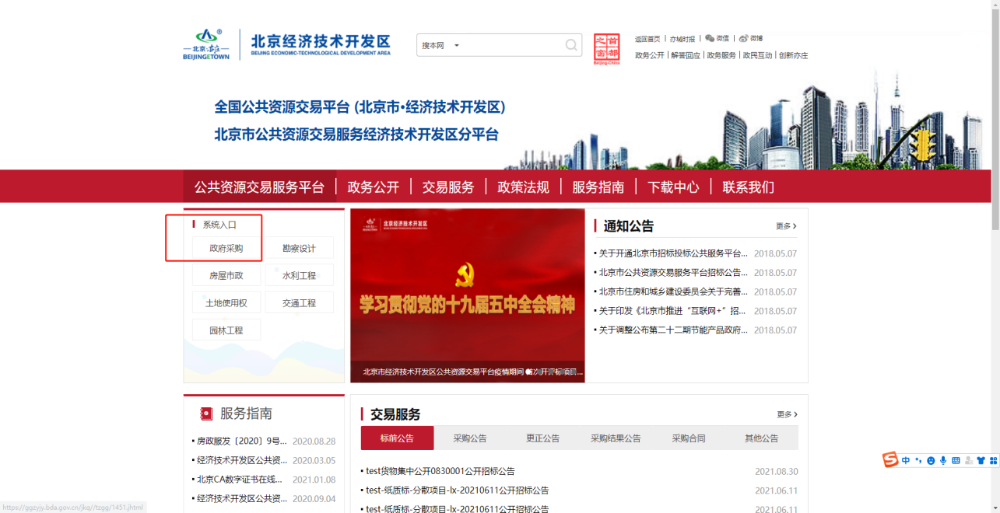 北京·亦庄
BEIJINGETOWN
北京经济技术开发区
BEIJING ECONOMIC-TECHNOLOGICAL DEVELOPMENT AREA
搜本网
首都之窗
Beijing-China
返回首页 | 亦城时报 | 微信 | 微博
政务公开 | 解答回应 | 政务服务 | 政民互动 | 创新亦庄
全国公共资源交易平台 (北京市·经济技术开发区)
北京市公共资源交易服务经济技术开发区分平台
公共资源交易服务平台 | 政务公开 | 交易服务 | 政策法规 | 服务指南 | 下载中心 | 联系我们
系统入口
政府采购 勘察设计
房屋市政 水利工程
土地使用权 交通工程
园林工程
北京经济技术开发区
学习贯彻党的十九届五中全会精神
北京市经济技术开发区公共资源交易平台疫情期间首次开评标项目...
通知公告 更多
关于开通北京市招标投标公共服务平台... 2018.05.07
北京市公共资源交易服务平台招标公告... 2018.05.07
北京市住房和城乡建设委员会关于完善... 2018.05.07
关于印发《北京市推进“互联网+”招... 2018.05.07
关于调整公布第二十二期节能产品政府... 2018.05.07
服务指南
房政服发〔2020〕9号... 2020.08.28
经济技术开发区公共资... 2020.03.05
北京CA数字证书在线... 2021.01.08
经济技术开发区公共资... 2020.09.04
交易服务 更多
标前公告 采购公告 更正公告 采购结果公告 采购合同 其他公告
test货物集中公开0830001公开招标公告 2021.08.30
test-纸质标-分散项目-lx-20210611公开招标公告 2021.06.11
test-纸质标-分散项目-lx-20210611公开招标公告 2021.06.11
中
https://ggzyjy.bda.gov.cn/jkq//tzgg/1451.jhtml